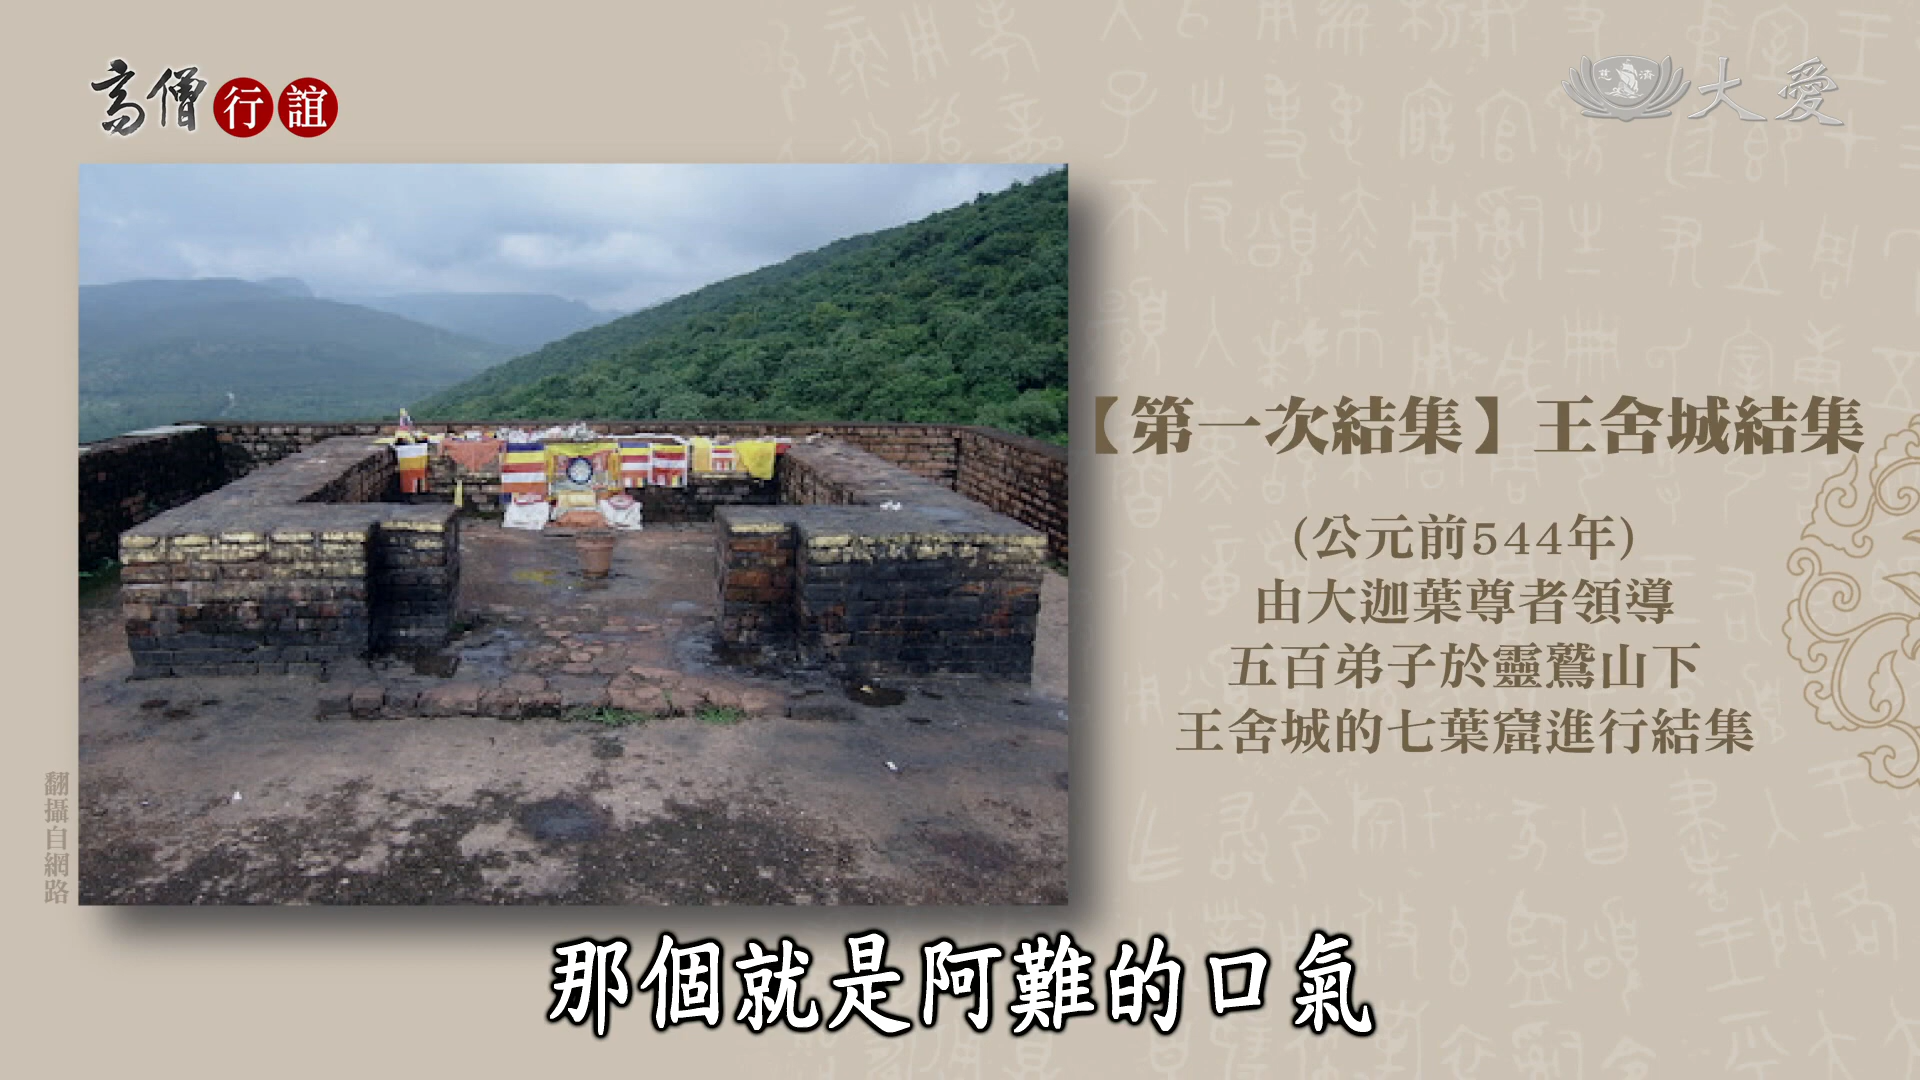 高僧行誼
慈濟 大愛
【第一次結集】王舍城結集
(公元前544年)
由大迦葉尊者領導
五百弟子於靈鷲山下
王舍城的七葉窟進行結集
翻攝自網路
那個就是阿難的口氣